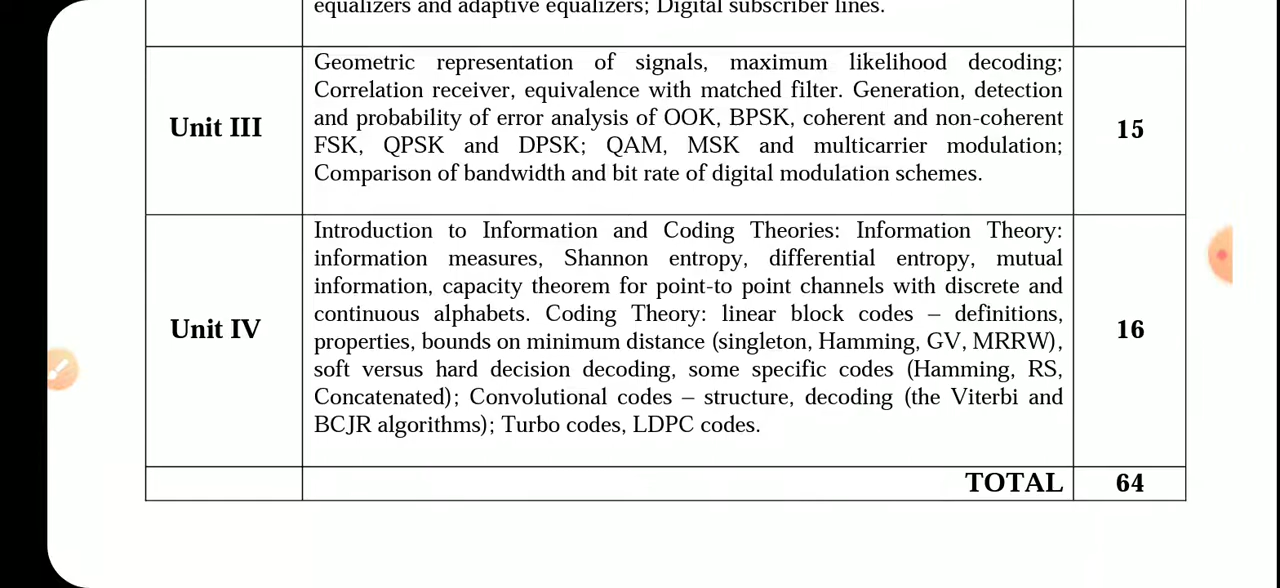 equalizers and adaptive equalizers; Digital subscriber lines.
Unit III
Geometric representation of signals, maximum likelihood decoding;
Correlation receiver, equivalence with matched filter. Generation, detection
and probability of error analysis of OOK, BPSK, coherent and non-coherent
FSK, QPSK and DPSK; QAM, MSK and multicarrier modulation;
Comparison of bandwidth and bit rate of digital modulation schemes.
15
Unit IV
Introduction to Information and Coding Theories: Information Theory:
information measures, Shannon entropy, differential entropy, mutual
information, capacity theorem for point-to point channels with discrete and
continuous alphabets. Coding Theory: linear block codes – definitions,
properties, bounds on minimum distance (singleton, Hamming, GV, MRRW),
soft versus hard decision decoding, some specific codes (Hamming, RS,
Concatenated); Convolutional codes – structure, decoding (the Viterbi and
BCJR algorithms); Turbo codes, LDPC codes.
16
TOTAL 64